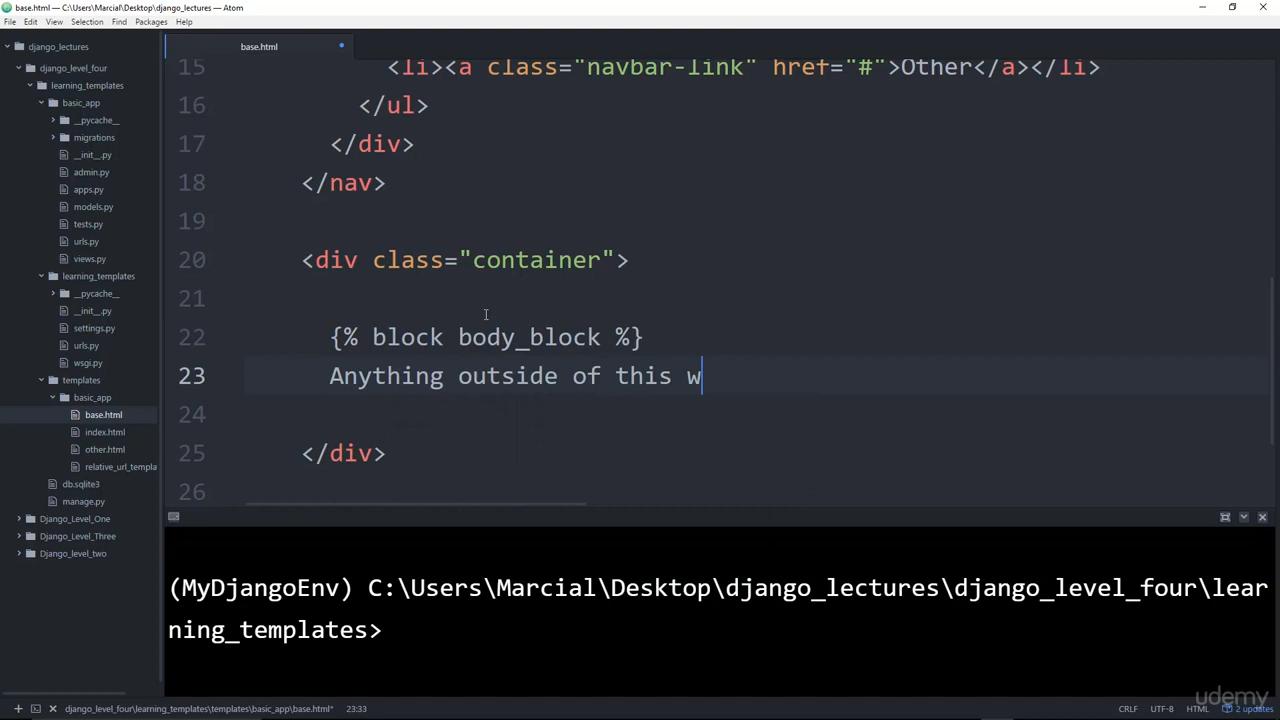 base.html — C:\Users\Marcial\Desktop\django_lectures — Atom
File Edit View Selection Find Packages Help
django_lectures
django_level_four
learning_templates
basic_app
__pycache__
migrations
__init__.py
admin.py
apps.py
models.py
tests.py
urls.py
views.py
learning_templates
__pycache__
__init__.py
settings.py
urls.py
wsgi.py
templates
basic_app
base.html
index.html
other.html
relative_url_templa
db.sqlite3
manage.py
Django_Level_One
Django_Level_Three
Django_level_two
base.html
15 <li><a class="navbar-link" href="#">Other</a></li>
16 </ul>
17 </div>
18 </nav>
19
20 <div class="container">
21
22 {% block body_block %}
23 Anything outside of this w
24
25 </div>
26
(MyDjangoEnv) C:\Users\Marcial\Desktop\django_lectures\django_level_four\lear
ning_templates>
django_level_four\learning_templates\templates\basic_app\base.html* 23:33 CRLF UTF-8 HTML 2 updates
udemy